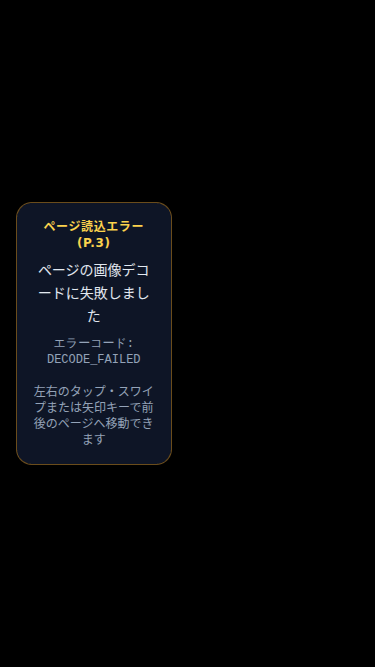 ページ読込エラー
(P.3)
ページの画像デコ
ードに失敗しまし
た
エラーコード:
DECODE_FAILED
左右のタップ・スワイ
プまたは矢印キーで前
後のページへ移動でき
ます